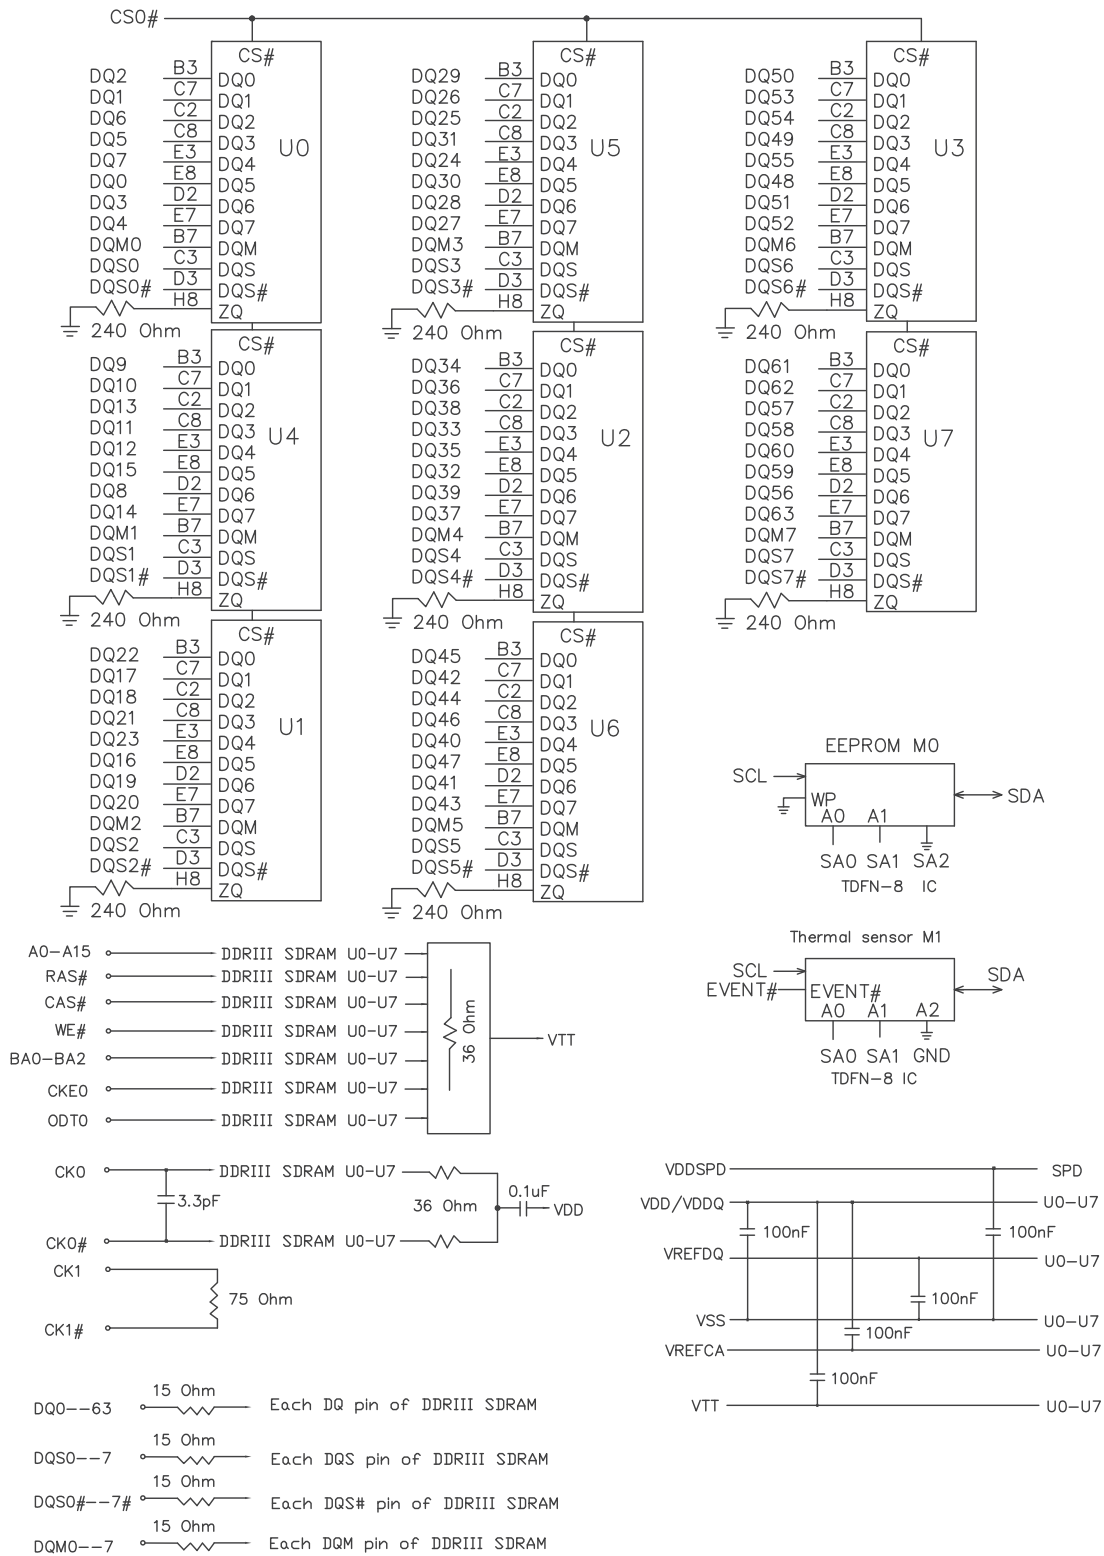 CS0#
CS#
DQ2 B3 DQ0
DQ1 C7 DQ1
DQ6 C2 DQ2
DQ5 C8 DQ3
DQ7 E3 DQ4
DQ0 E8 DQ5
DQ3 D2 DQ6
DQ4 E7 DQ7
DQM0 B7 DQM
DQS0 C3 DQS
DQS0# D3 DQS#
H8 ZQ
240 Ohm
U0
CS#
DQ9 B3 DQ0
DQ10 C7 DQ1
DQ13 C2 DQ2
DQ11 C8 DQ3
DQ12 E3 DQ4
DQ15 E8 DQ5
DQ8 D2 DQ6
DQ14 E7 DQ7
DQM1 B7 DQM
DQS1 C3 DQS
DQS1# D3 DQS#
H8 ZQ
240 Ohm
U4
CS#
DQ22 B3 DQ0
DQ17 C7 DQ1
DQ18 C2 DQ2
DQ21 C8 DQ3
DQ23 E3 DQ4
DQ16 E8 DQ5
DQ19 D2 DQ6
DQ20 E7 DQ7
DQM2 B7 DQM
DQS2 C3 DQS
DQS2# D3 DQS#
H8 ZQ
240 Ohm
U1
CS#
DQ29 B3 DQ0
DQ26 C7 DQ1
DQ25 C2 DQ2
DQ31 C8 DQ3
DQ24 E3 DQ4
DQ30 E8 DQ5
DQ28 D2 DQ6
DQ27 E7 DQ7
DQM3 B7 DQM
DQS3 C3 DQS
DQS3# D3 DQS#
H8 ZQ
240 Ohm
U5
CS#
DQ34 B3 DQ0
DQ36 C7 DQ1
DQ38 C2 DQ2
DQ33 C8 DQ3
DQ35 E3 DQ4
DQ32 E8 DQ5
DQ39 D2 DQ6
DQ37 E7 DQ7
DQM4 B7 DQM
DQS4 C3 DQS
DQS4# D3 DQS#
H8 ZQ
240 Ohm
U2
CS#
DQ45 B3 DQ0
DQ42 C7 DQ1
DQ44 C2 DQ2
DQ46 C8 DQ3
DQ40 E3 DQ4
DQ47 E8 DQ5
DQ41 D2 DQ6
DQ43 E7 DQ7
DQM5 B7 DQM
DQS5 C3 DQS
DQS5# D3 DQS#
H8 ZQ
240 Ohm
U6
CS#
DQ50 B3 DQ0
DQ53 C7 DQ1
DQ54 C2 DQ2
DQ49 C8 DQ3
DQ55 E3 DQ4
DQ48 E8 DQ5
DQ51 D2 DQ6
DQ52 E7 DQ7
DQM6 B7 DQM
DQS6 C3 DQS
DQS6# D3 DQS#
H8 ZQ
240 Ohm
U3
CS#
DQ61 B3 DQ0
DQ62 C7 DQ1
DQ57 C2 DQ2
DQ58 C8 DQ3
DQ60 E3 DQ4
DQ59 E8 DQ5
DQ56 D2 DQ6
DQ63 E7 DQ7
DQM7 B7 DQM
DQS7 C3 DQS
DQS7# D3 DQS#
H8 ZQ
240 Ohm
U7
EEPROM M0
SCL
WP
SDA
A0 A1
SA0 SA1 SA2
TDFN-8 IC
Thermal sensor M1
SCL
EVENT# EVENT#
SDA
A0 A1 A2
SA0 SA1 GND
TDFN-8 IC
A0-A15 DDRIII SDRAM U0-U7
RAS# DDRIII SDRAM U0-U7
CAS# DDRIII SDRAM U0-U7
WE# DDRIII SDRAM U0-U7
BA0-BA2 DDRIII SDRAM U0-U7
CKE0 DDRIII SDRAM U0-U7
ODT0 DDRIII SDRAM U0-U7
36 Ohm
VTT
CK0 DDRIII SDRAM U0-U7
3.3pF
36 Ohm
0.1uF
VDD
CK0# DDRIII SDRAM U0-U7
CK1
75 Ohm
CK1#
VDDSPD SPD
VDD/VDDQ U0-U7
100nF 100nF
VREFDQ U0-U7
100nF
VSS U0-U7
100nF
VREFCA U0-U7
100nF
VTT U0-U7
15 Ohm
DQ0--63 Each DQ pin of DDRIII SDRAM
15 Ohm
DQS0--7 Each DQS pin of DDRIII SDRAM
15 Ohm
DQS0#--7# Each DQS# pin of DDRIII SDRAM
15 Ohm
DQM0--7 Each DQM pin of DDRIII SDRAM